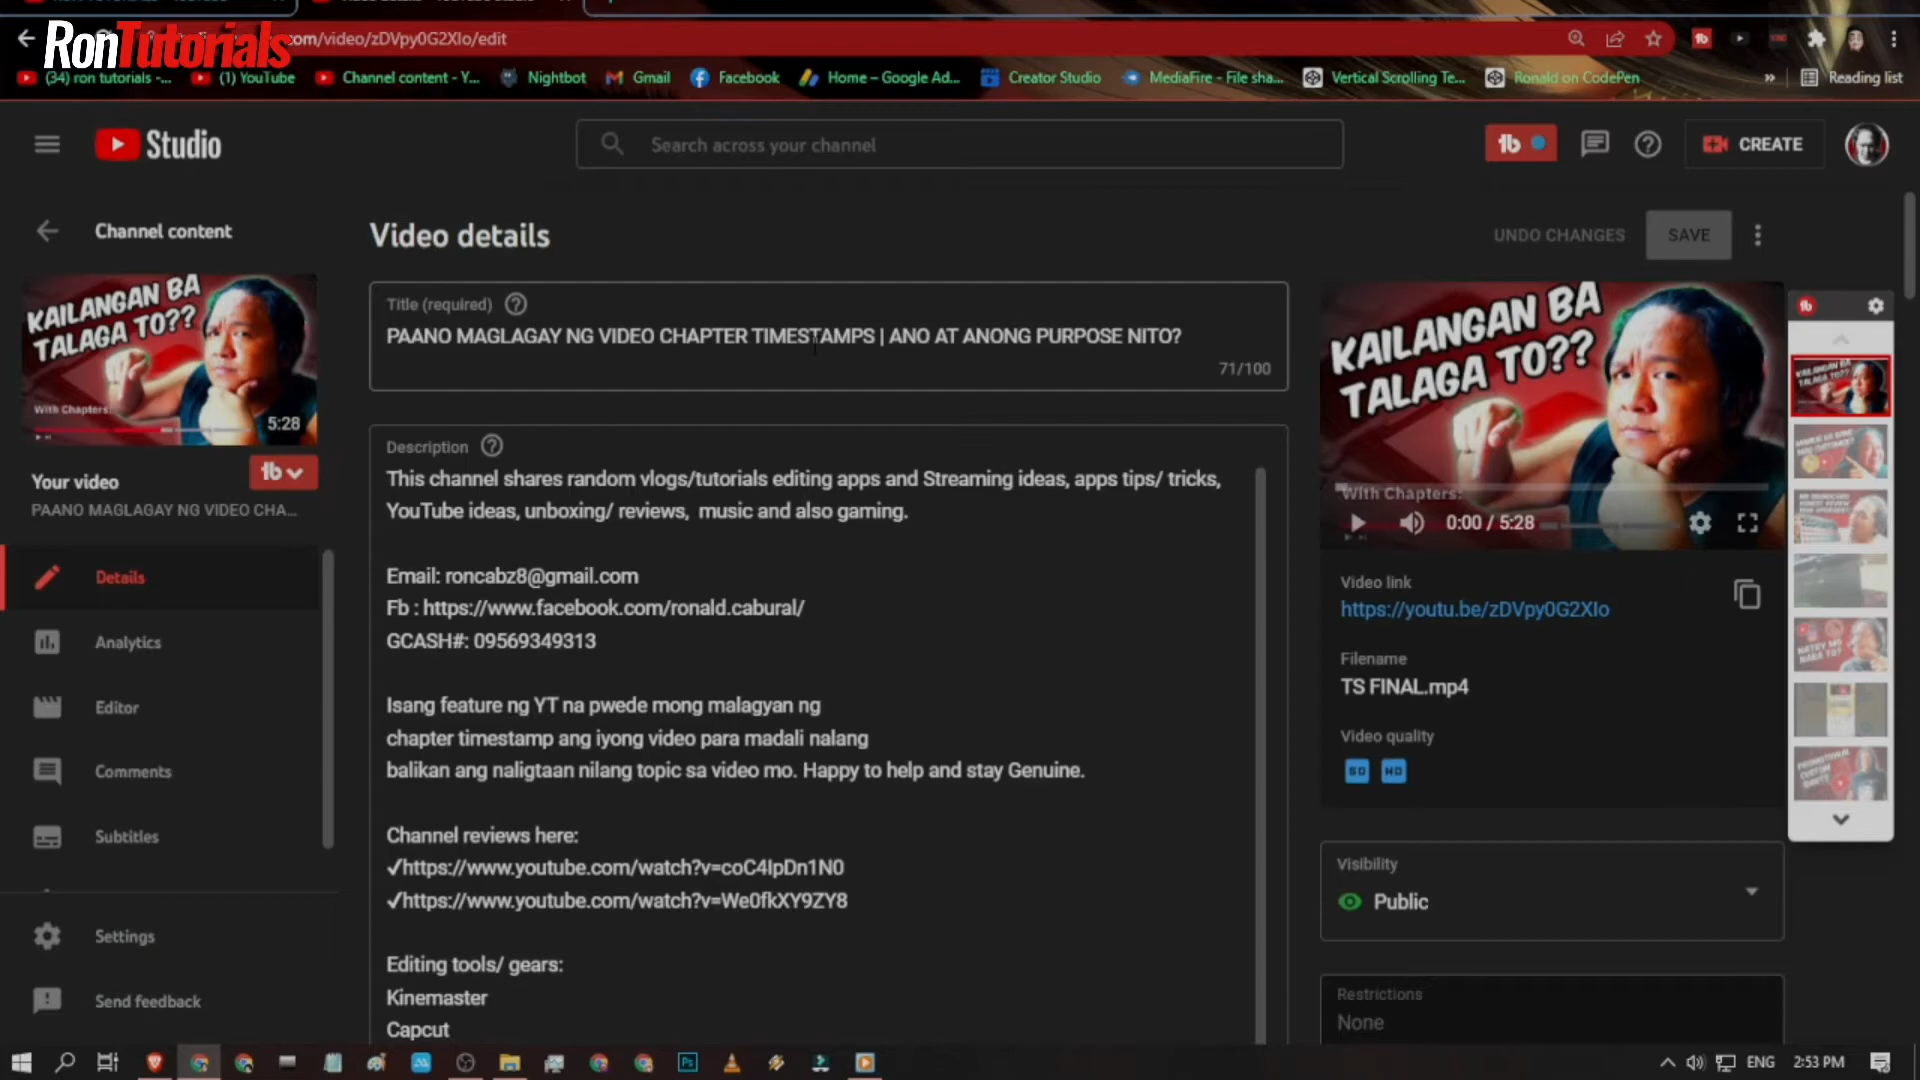 RonTutorials
com/video/zDVpy0G2XIo/edit
(34) ron tutorials -...
(1) YouTube
Channel content - Y...
Nightbot
Gmail
Facebook
Home – Google Ad...
Creator Studio
MediaFire - File sha...
Vertical Scrolling Te...
Ronald on CodePen
»
Reading list
Studio
Search across your channel
CREATE
Channel content
Video details
UNDO CHANGES
SAVE
KAILANGAN BA
TALAGA TO??
With Chapters:
5:28
Your video
PAANO MAGLAGAY NG VIDEO CHA...
Details
Analytics
Editor
Comments
Subtitles
Settings
Send feedback
Title (required)
PAANO MAGLAGAY NG VIDEO CHAPTER TIMESTAMPS | ANO AT ANONG PURPOSE NITO?
71/100
Description
This channel shares random vlogs/tutorials editing apps and Streaming ideas, apps tips/ tricks,
YouTube ideas, unboxing/ reviews,  music and also gaming.
Email: roncabz8@gmail.com
Fb : https://www.facebook.com/ronald.cabural/
GCASH#: 09569349313
Isang feature ng YT na pwede mong malagyan ng
chapter timestamp ang iyong video para madali nalang
balikan ang naligtaan nilang topic sa video mo. Happy to help and stay Genuine.
Channel reviews here:
✓https://www.youtube.com/watch?v=coC4IpDn1N0
✓https://www.youtube.com/watch?v=We0fkXY9ZY8
Editing tools/ gears:
Kinemaster
Capcut
KAILANGAN BA
TALAGA TO??
With Chapters:
0:00 / 5:28
Video link
https://youtu.be/zDVpy0G2XIo
Filename
TS FINAL.mp4
Video quality
SD
HD
Visibility
Public
Restrictions
None
ENG
2:53 PM